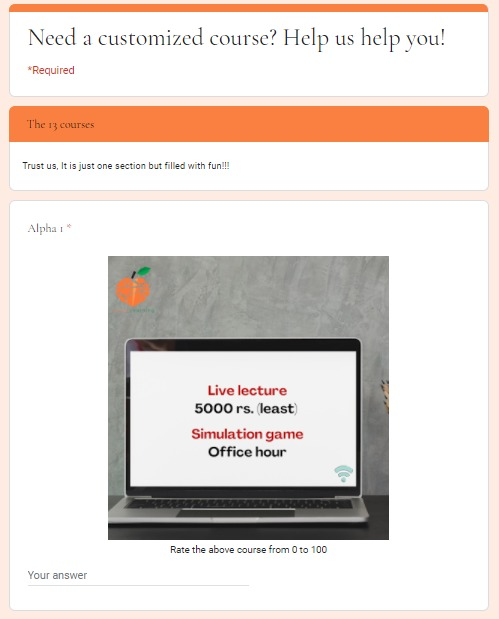 Need a customized course? Help us help you!
*Required
The 13 courses
Trust us, It is just one section but filled with fun!!!
Alpha 1 *
Live lecture
5000 rs. (least)
Simulation game
Office hour
Rate the above course from 0 to 100
Your answer